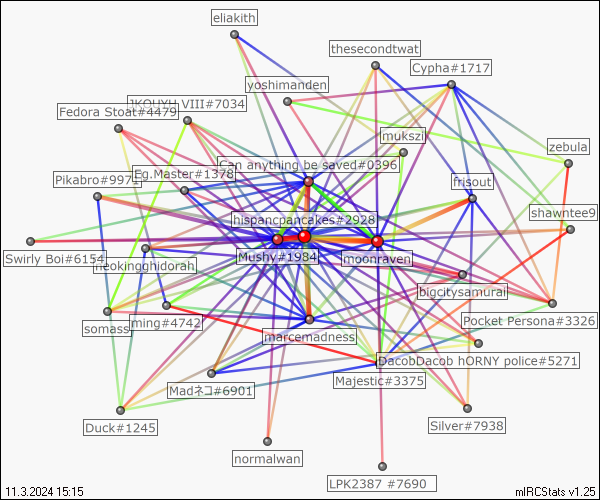 eliakith
thesecondtwat
Cypha#1717
yoshimanden
JKOUYU VIII#7034
Fedora Stoat#4479
mukszi
zebula
Can anything be saved#0396
Eg.Master#1378
Pikabro#9971
frisout
shawntee9
hispancpancakes#2928
Swirly Boi#6154
Mushy#1984
moonraven
neokingghidorah
bigcitysamurai
Pocket Persona#3326
somass
ming#4742
marcemadness
DacobDacob hORNY police#5271
Majestic#3375
Madネコ#6901
Duck#1245
Silver#7938
normalwan
LPK2387 #7690
11.3.2024 15:15
mIRCStats v1.25